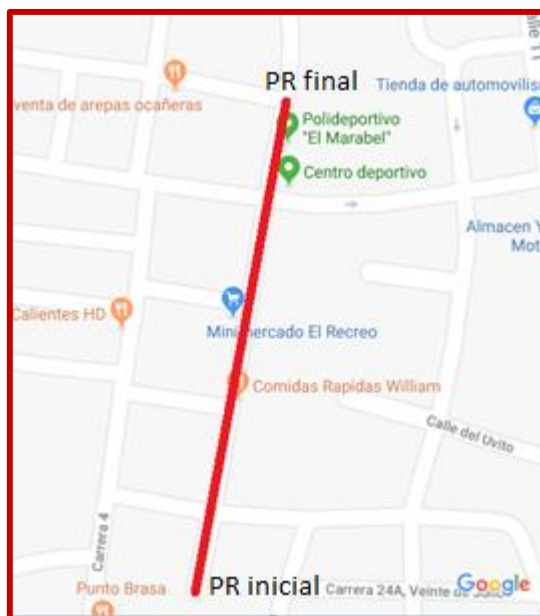 PR final
Tienda de automovilis
venta de arepas ocañeras
Polideportivo
"El Marabel"
Centro deportivo
Almacen Y
Mot
Calientes HD
Minimercado El Recreo
Comidas Rapidas William
Calle del Uvito
Carrera 4
Punto Brasa
PR inicial
Carrera 24A, Veinte de
Google